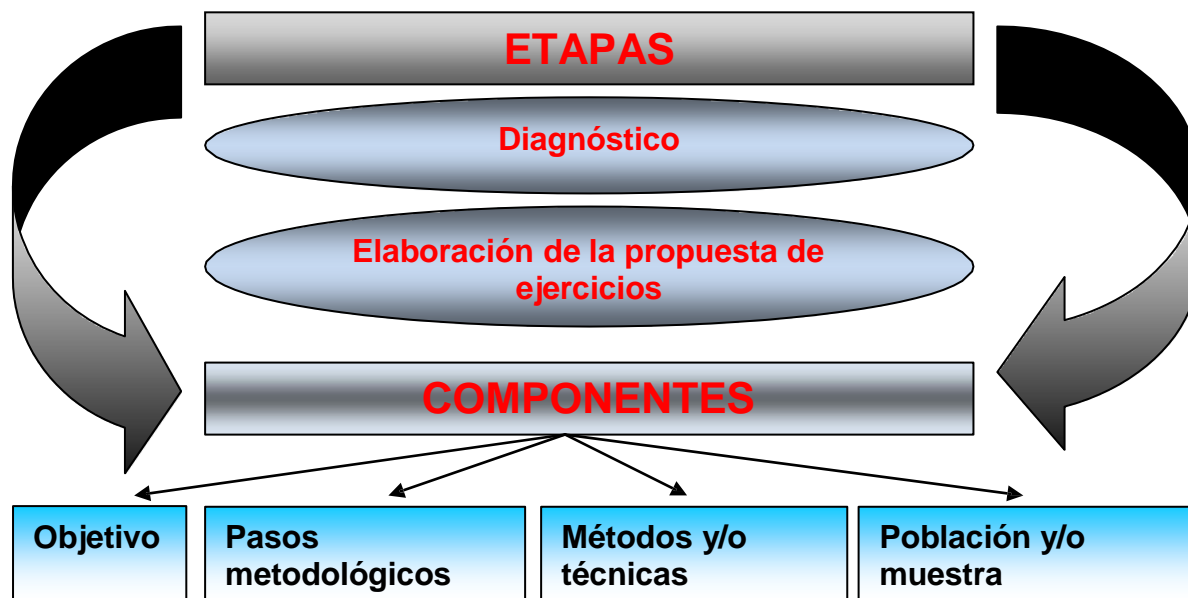 ETAPAS
Diagnóstico
Elaboración de la propuesta de
ejercicios
COMPONENTES
Objetivo
Pasos
metodológicos
Métodos y/o
técnicas
Población y/o
muestra